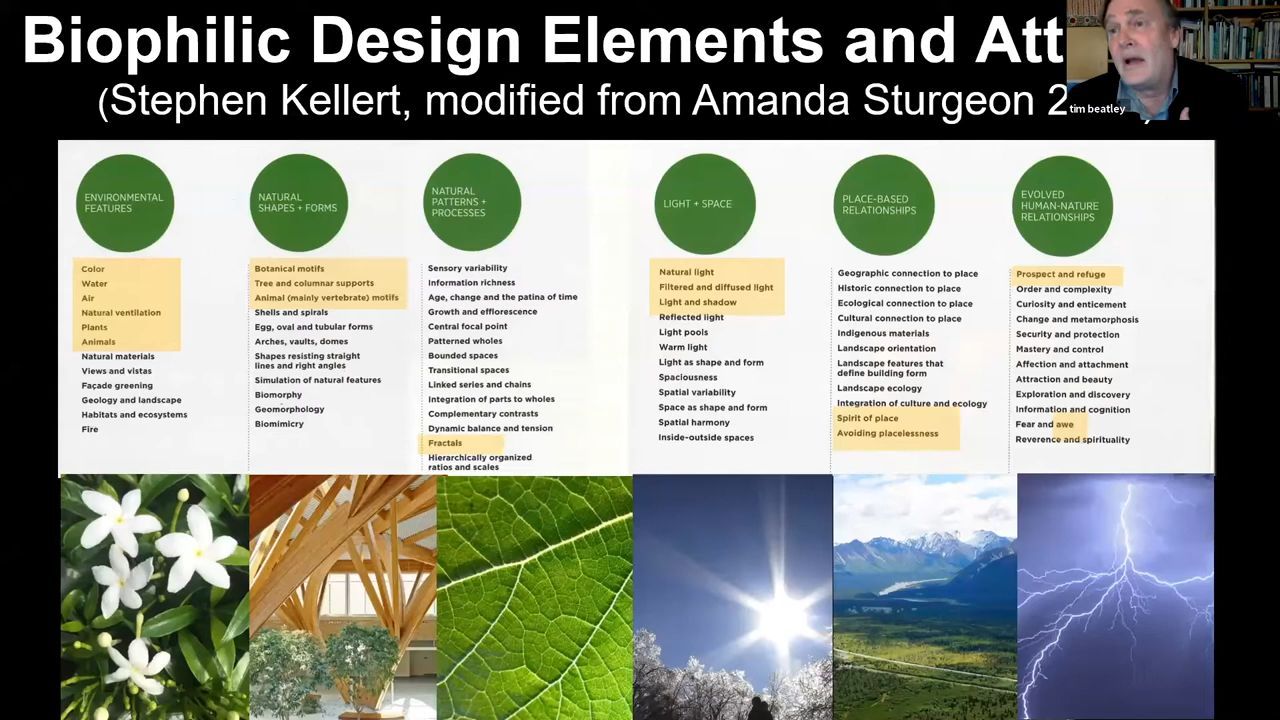 Biophilic Design Elements and Att
(Stephen Kellert, modified from Amanda Sturgeon 2
tim beatley
ENVIRONMENTAL
FEATURES
Color
Water
Air
Natural ventilation
Plants
Animals
Natural materials
Views and vistas
Façade greening
Geology and landscape
Habitats and ecosystems
Fire
NATURAL
SHAPES + FORMS
Botanical motifs
Tree and columnar supports
Animal (mainly vertebrate) motifs
Shells and spirals
Egg, oval and tubular forms
Arches, vaults, domes
Shapes resisting straight
lines and right angles
Simulation of natural features
Biomorphy
Geomorphology
Biomimicry
NATURAL
PATTERNS +
PROCESSES
Sensory variability
Information richness
Age, change and the patina of time
Growth and efflorescence
Central focal point
Patterned wholes
Bounded spaces
Transitional spaces
Linked series and chains
Integration of parts to wholes
Complementary contrasts
Dynamic balance and tension
Fractals
Hierarchically organized
ratios and scales
LIGHT + SPACE
Natural light
Filtered and diffused light
Light and shadow
Reflected light
Light pools
Warm light
Light as shape and form
Spaciousness
Spatial variability
Space as shape and form
Spatial harmony
Inside-outside spaces
PLACE-BASED
RELATIONSHIPS
Geographic connection to place
Historic connection to place
Ecological connection to place
Cultural connection to place
Indigenous materials
Landscape orientation
Landscape features that
define building form
Landscape ecology
Integration of culture and ecology
Spirit of place
Avoiding placelessness
EVOLVED
HUMAN-NATURE
RELATIONSHIPS
Prospect and refuge
Order and complexity
Curiosity and enticement
Change and metamorphosis
Security and protection
Mastery and control
Affection and attachment
Attraction and beauty
Exploration and discovery
Information and cognition
Fear and awe
Reverence and spirituality